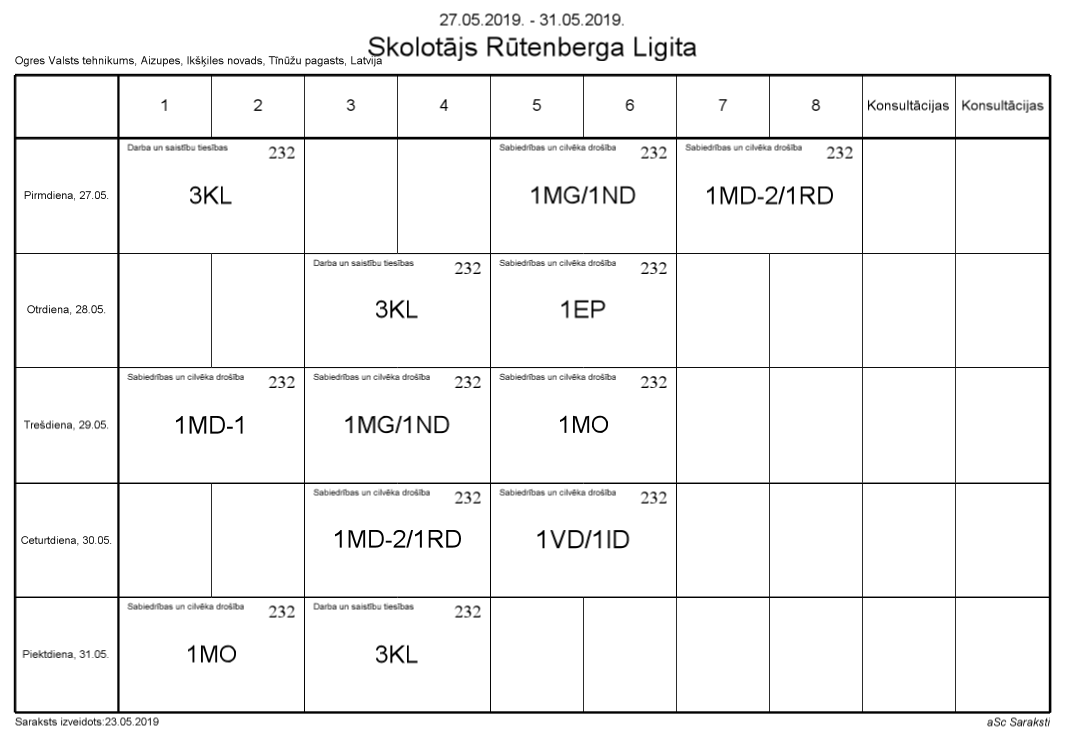 27.05.2019. - 31.05.2019.
Skolotājs Rūtenberga Ligita
Ogres Valsts tehnikums, Aizupes, Ikšķiles novads, Tīnūžu pagasts, Latvija
1 2 3 4 5 6 7 8 Konsultācijas Konsultācijas
Darba un saistību tiesības 232 Sabiedrības un cilvēka drošība 232 Sabiedrības un cilvēka drošība 232
Pirmdiena, 27.05. 3KL 1MG/1ND 1MD-2/1RD
Darba un saistību tiesības 232 Sabiedrības un cilvēka drošība 232
Otrdiena, 28.05. 3KL 1EP
Sabiedrības un cilvēka drošība 232 Sabiedrības un cilvēka drošība 232 Sabiedrības un cilvēka drošība 232
Trešdiena, 29.05. 1MD-1 1MG/1ND 1MO
Sabiedrības un cilvēka drošība 232 Sabiedrības un cilvēka drošība 232
Ceturtdiena, 30.05. 1MD-2/1RD 1VD/1ID
Sabiedrības un cilvēka drošība 232 Darba un saistību tiesības 232
Piektdiena, 31.05. 1MO 3KL
Saraksts izveidots:23.05.2019 aSc Saraksti